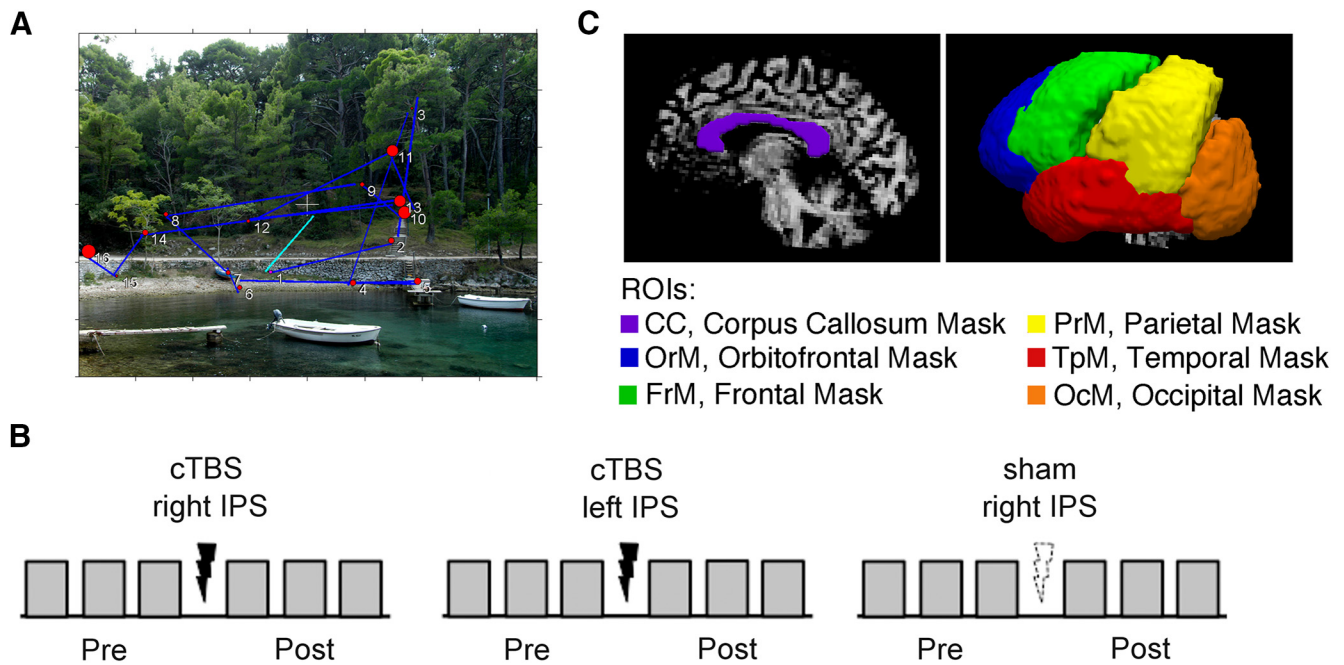 A
C
3
11
9
13
10
8
12
14
2
16
15
7
1
6
4
5
ROIs:
CC, Corpus Callosum Mask
OrM, Orbitofrontal Mask
FrM, Frontal Mask
PrM, Parietal Mask
TpM, Temporal Mask
OcM, Occipital Mask
B
cTBS
right IPS
Pre
Post
cTBS
left IPS
Pre
Post
sham
right IPS
Pre
Post